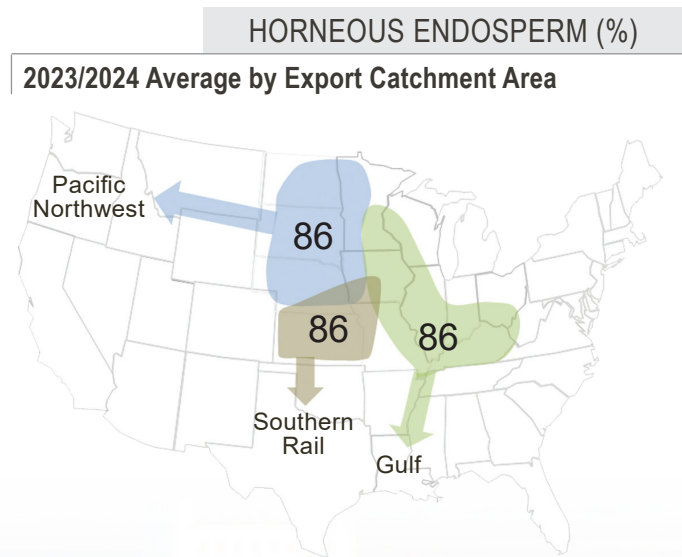 HORNEOUS ENDOSPERM (%)
2023/2024 Average by Export Catchment Area
Pacific
Northwest
86
86
86
Southern
Rail
Gulf